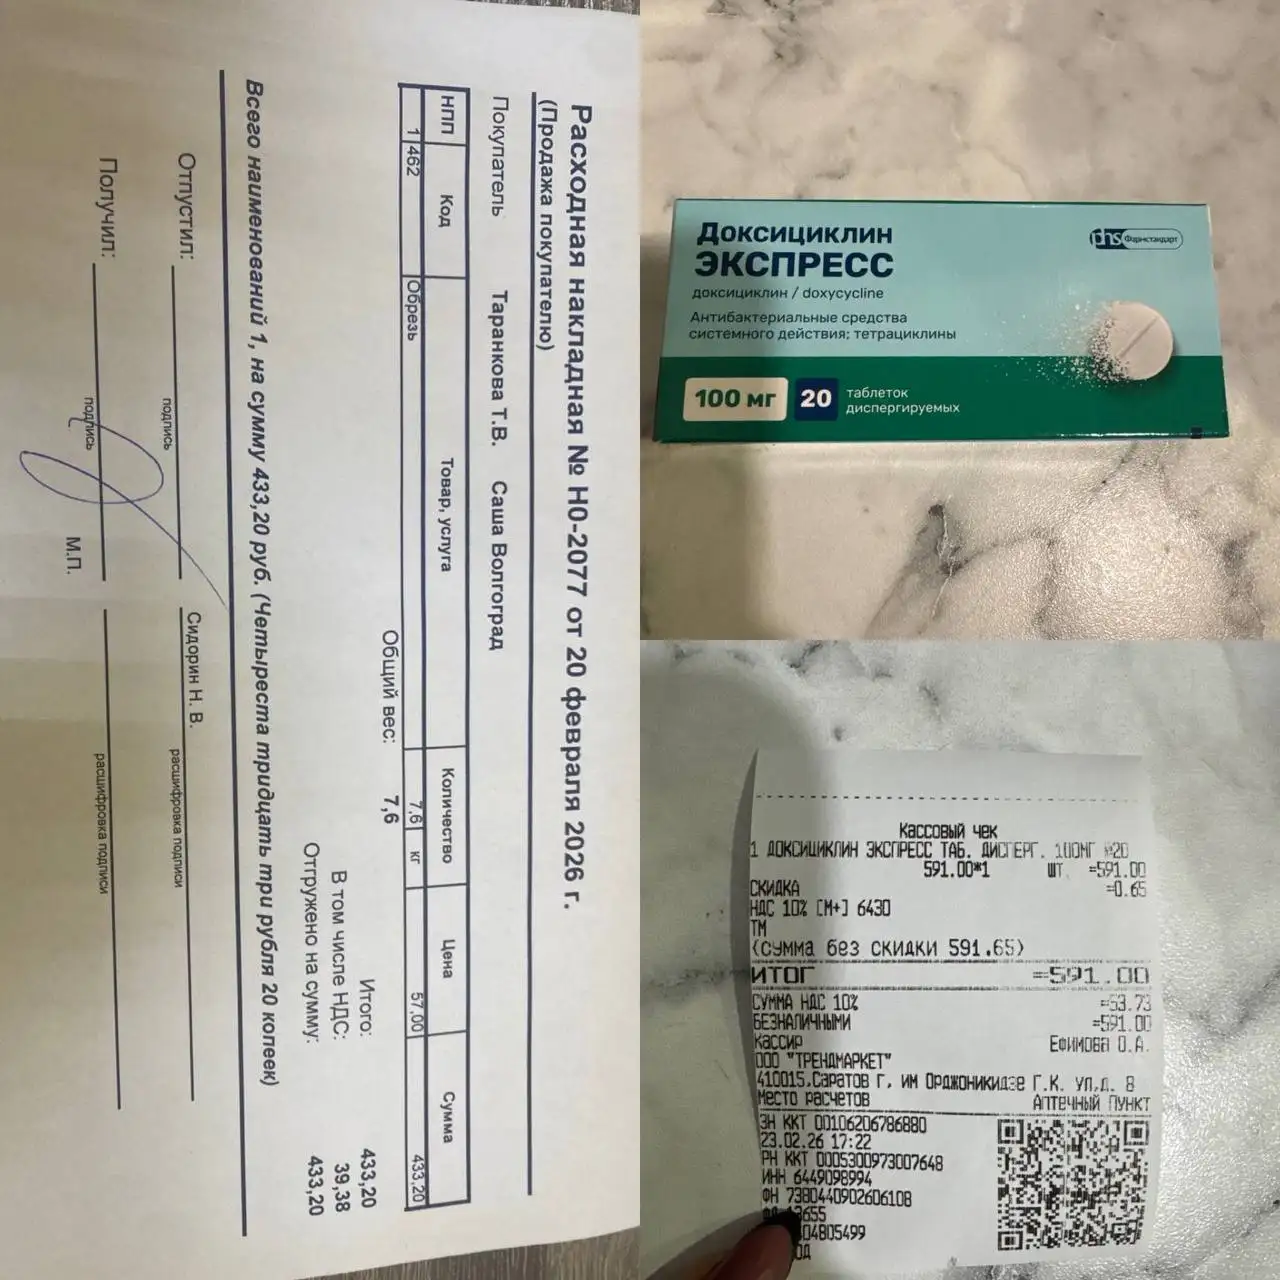 Расходная накладная № Н0-2077 от 20 февраля 2026 г.
(Продажа покупателю)
Покупатель Таранкова Т.В. Саша Волгоград
НПП Код Товар, услуга Количество Цена Сумма
1 462 Обрезь 7,6 кг 57,00 433,20
Общий вес: 7,6
Итого: 433,20
В том числе НДС: 39,38
Отгружено на сумму: 433,20
Всего наименований 1, на сумму 433,20 руб. (Четыреста тридцать три рубля 20 копеек)
Отпустил: Сидорин Н. В.
подпись расшифровка подписи
Получил:
подпись М.П. расшифровка подписи
Доксициклин
ЭКСПРЕСС
phs Фармстандарт
доксициклин / doxycycline
Антибактериальные средства
системного действия; тетрациклины
100 мг 20 таблеток
диспергируемых
Кассовый чек
1 ДОКСИЦИКЛИН ЭКСПРЕСС ТАБ. ДИСПЕРГ. 100МГ №20
591.00*1 ШТ. =591.00
СКИДКА =0.65
НДС 10% [М+] 6430
ТМ
(сумма без скидки 591.65)
ИТОГ =591.00
СУММА НДС 10% =53.73
БЕЗНАЛИЧНЫМИ =591.00
Кассир Ефимова О.А.
ООО "ТРЕНДМАРКЕТ"
410015,Саратов г, им Орджоникидзе Г.К. ул,д. 8
Место расчетов АПТЕЧНЫЙ ПУНКТ
ЗН ККТ 00106206786880
23.02.26 17:22
РН ККТ 0005300973007648
ИНН 6449098994
ФН 7380440902606108
3655
04805499